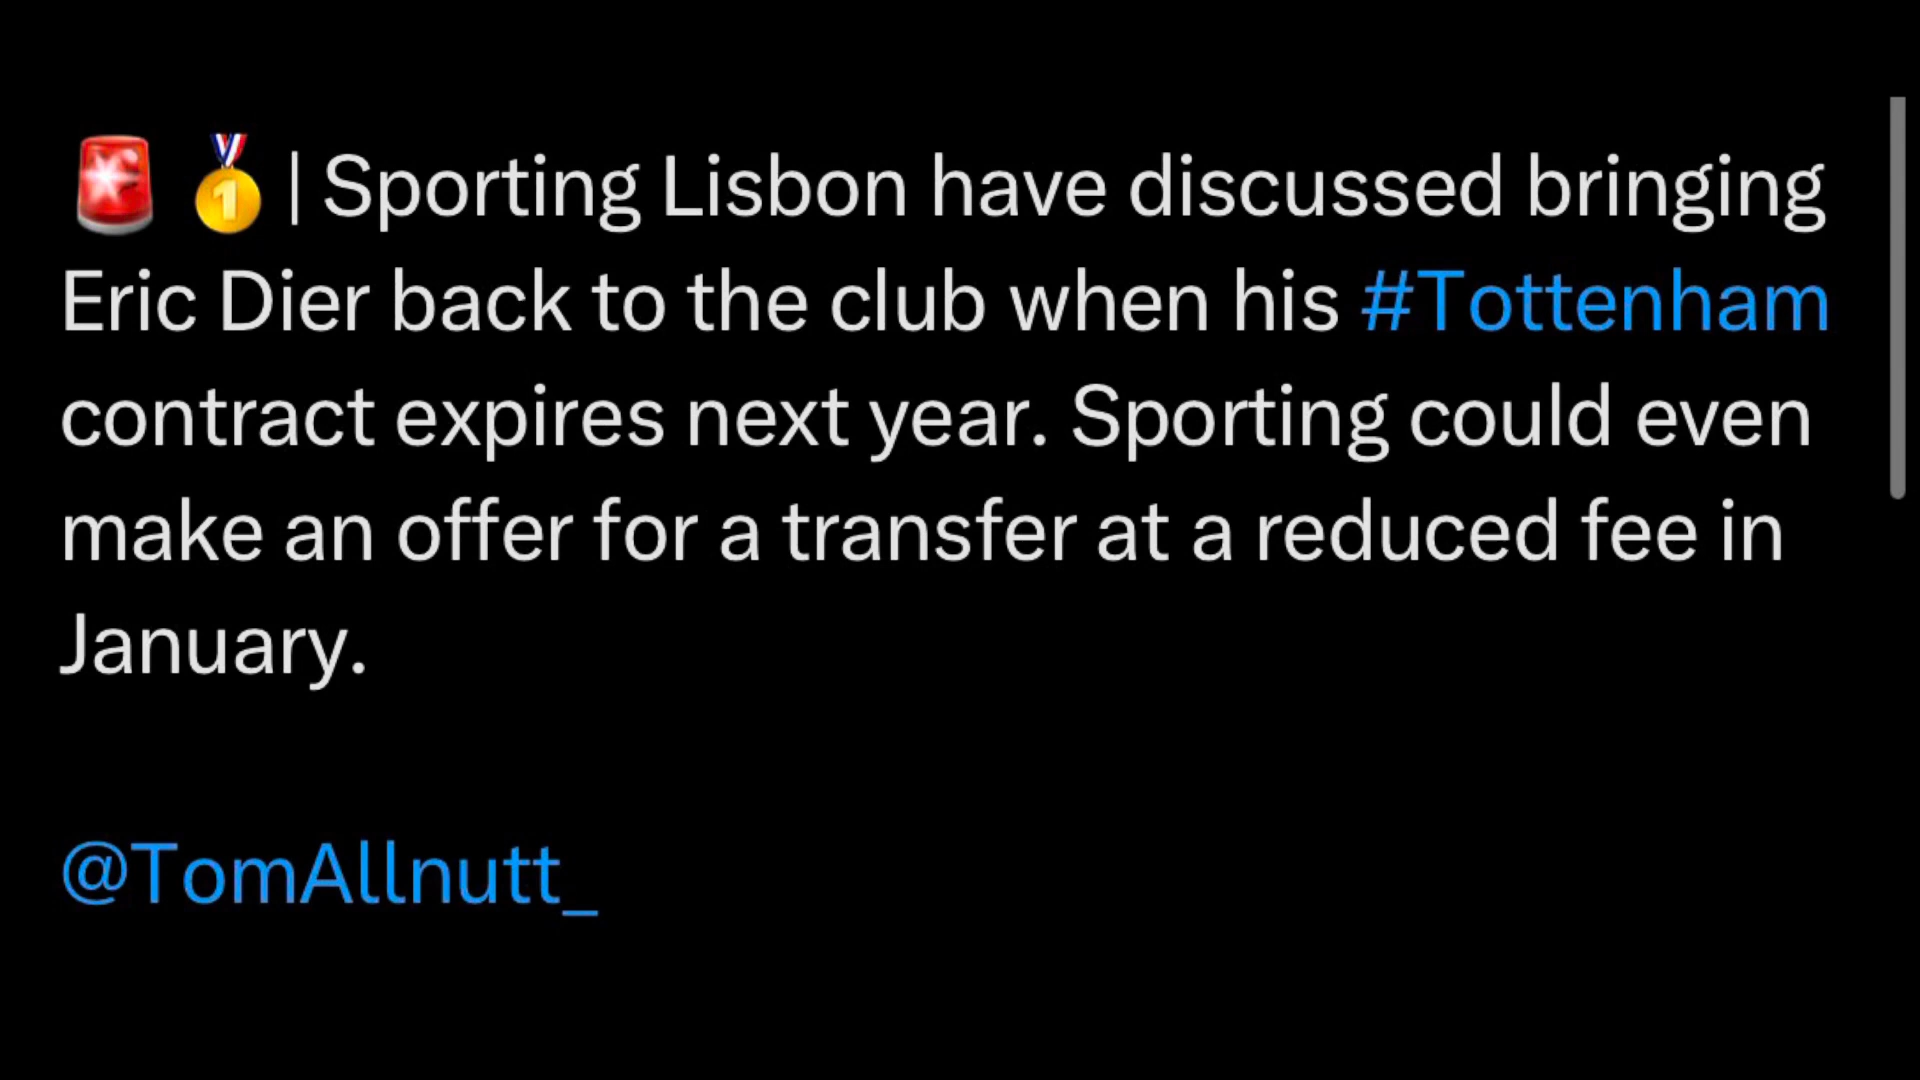 🚨 🥇 | Sporting Lisbon have discussed bringing
Eric Dier back to the club when his #Tottenham
contract expires next year. Sporting could even
make an offer for a transfer at a reduced fee in
January.
@TomAllnutt_